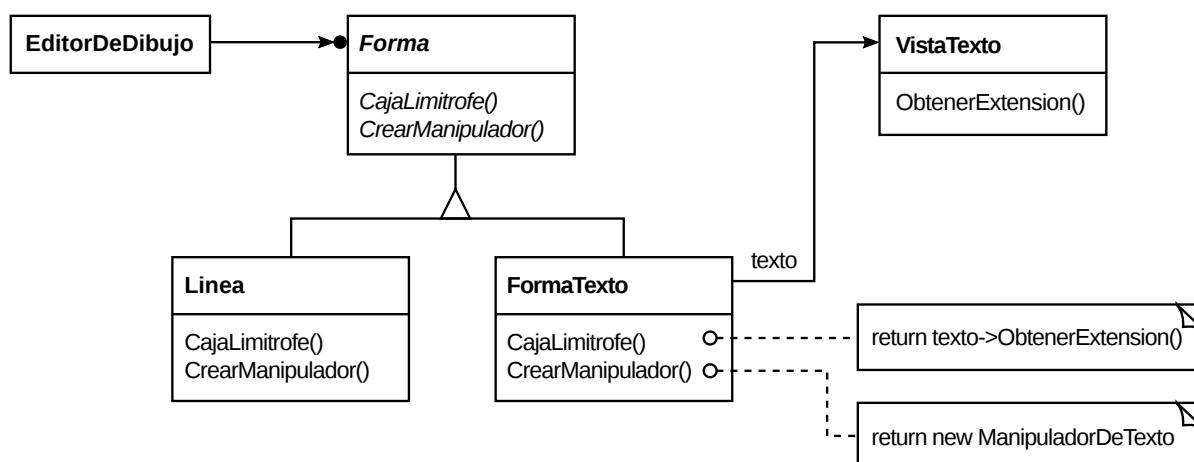 EditorDeDibujo
Forma
CajaLimitrofe()
CrearManipulador()
VistaTexto
ObtenerExtension()
Linea
CajaLimitrofe()
CrearManipulador()
FormaTexto
CajaLimitrofe()
CrearManipulador()
texto
return texto->ObtenerExtension()
return new ManipuladorDeTexto